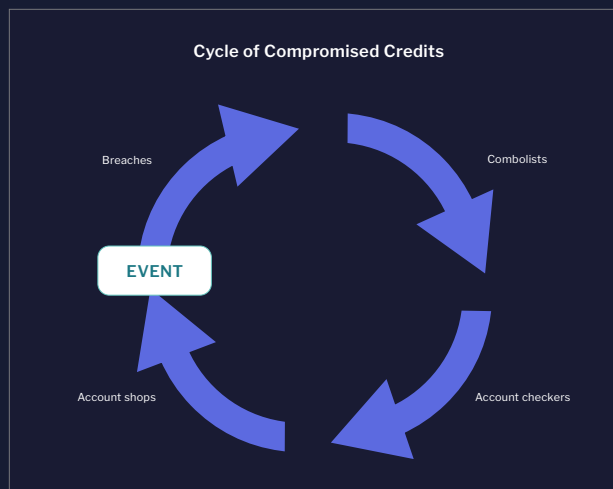 Cycle of Compromised Credits
Breaches
Combolists
EVENT
Account shops
Account checkers